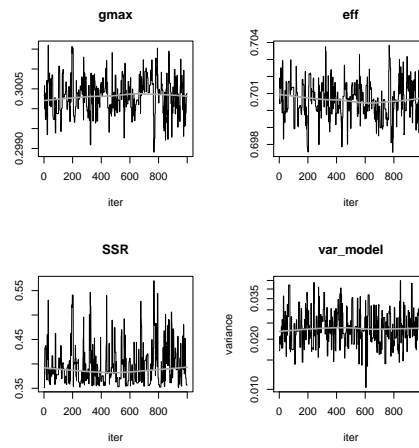 gmax
0.3005
0.2990
0 200 400 600 800
iter
eff
0.704
0.701
0.698
0 200 400 600 800
iter
SSR
0.55
0.45
0.35
0 200 400 600 800
iter
var_model
variance
0.035
0.020
0.010
0 200 400 600 800
iter